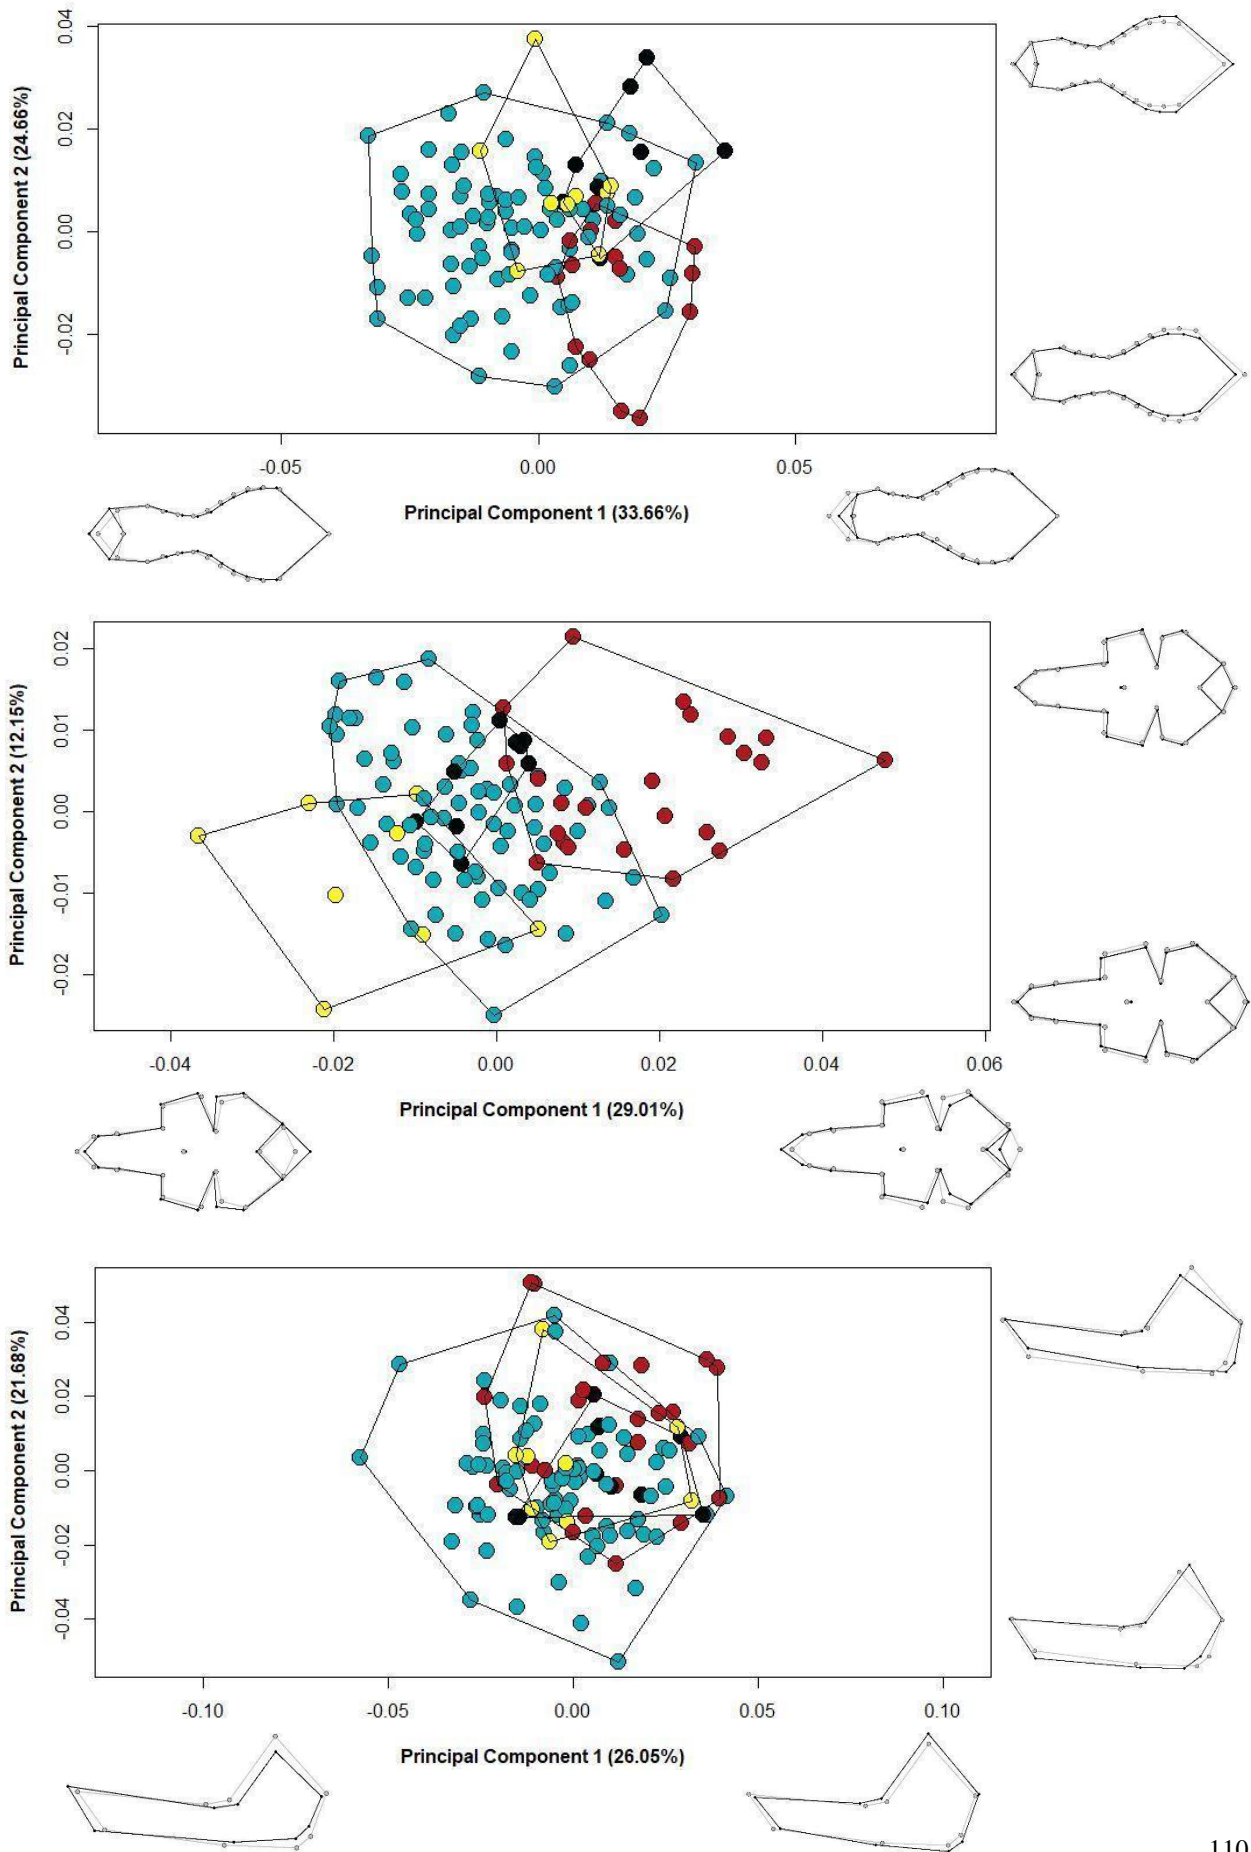 0.04
0.02
0.00
-0.02
Principal Component 2 (24.66%)
-0.05 0.00 0.05
Principal Component 1 (33.66%)
0.02
0.01
0.00
-0.01
-0.02
Principal Component 2 (12.15%)
-0.04 -0.02 0.00 0.02 0.04 0.06
Principal Component 1 (29.01%)
0.04
0.02
0.00
-0.02
-0.04
Principal Component 2 (21.68%)
-0.10 -0.05 0.00 0.05 0.10
Principal Component 1 (26.05%)
110